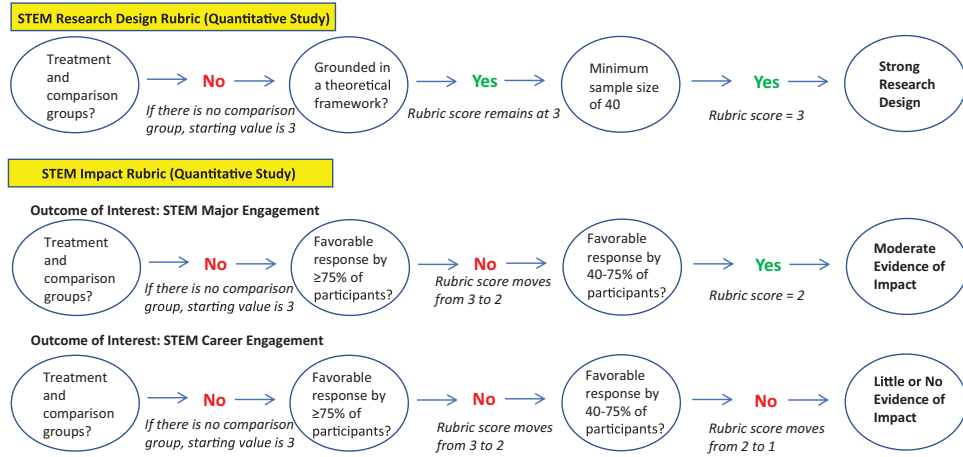 STEM Research Design Rubric (Quantitative Study)
Treatment
and
comparison
groups?
No
If there is no comparison
group, starting value is 3
Grounded in
a theoretical
framework?
Yes
Rubric score remains at 3
Minimum
sample size
of 40
Yes
Rubric score = 3
Strong
Research
Design
STEM Impact Rubric (Quantitative Study)
Outcome of Interest: STEM Major Engagement
Treatment
and
comparison
groups?
No
If there is no comparison
group, starting value is 3
Favorable
response by
≥75% of
participants?
No
Rubric score moves
from 3 to 2
Favorable
response by
40-75% of
participants?
Yes
Rubric score = 2
Moderate
Evidence of
Impact
Outcome of Interest: STEM Career Engagement
Treatment
and
comparison
groups?
No
If there is no comparison
group, starting value is 3
Favorable
response by
≥75% of
participants?
No
Rubric score moves
from 3 to 2
Favorable
response by
40-75% of
participants?
No
Rubric score moves
from 2 to 1
Little or No
Evidence of
Impact